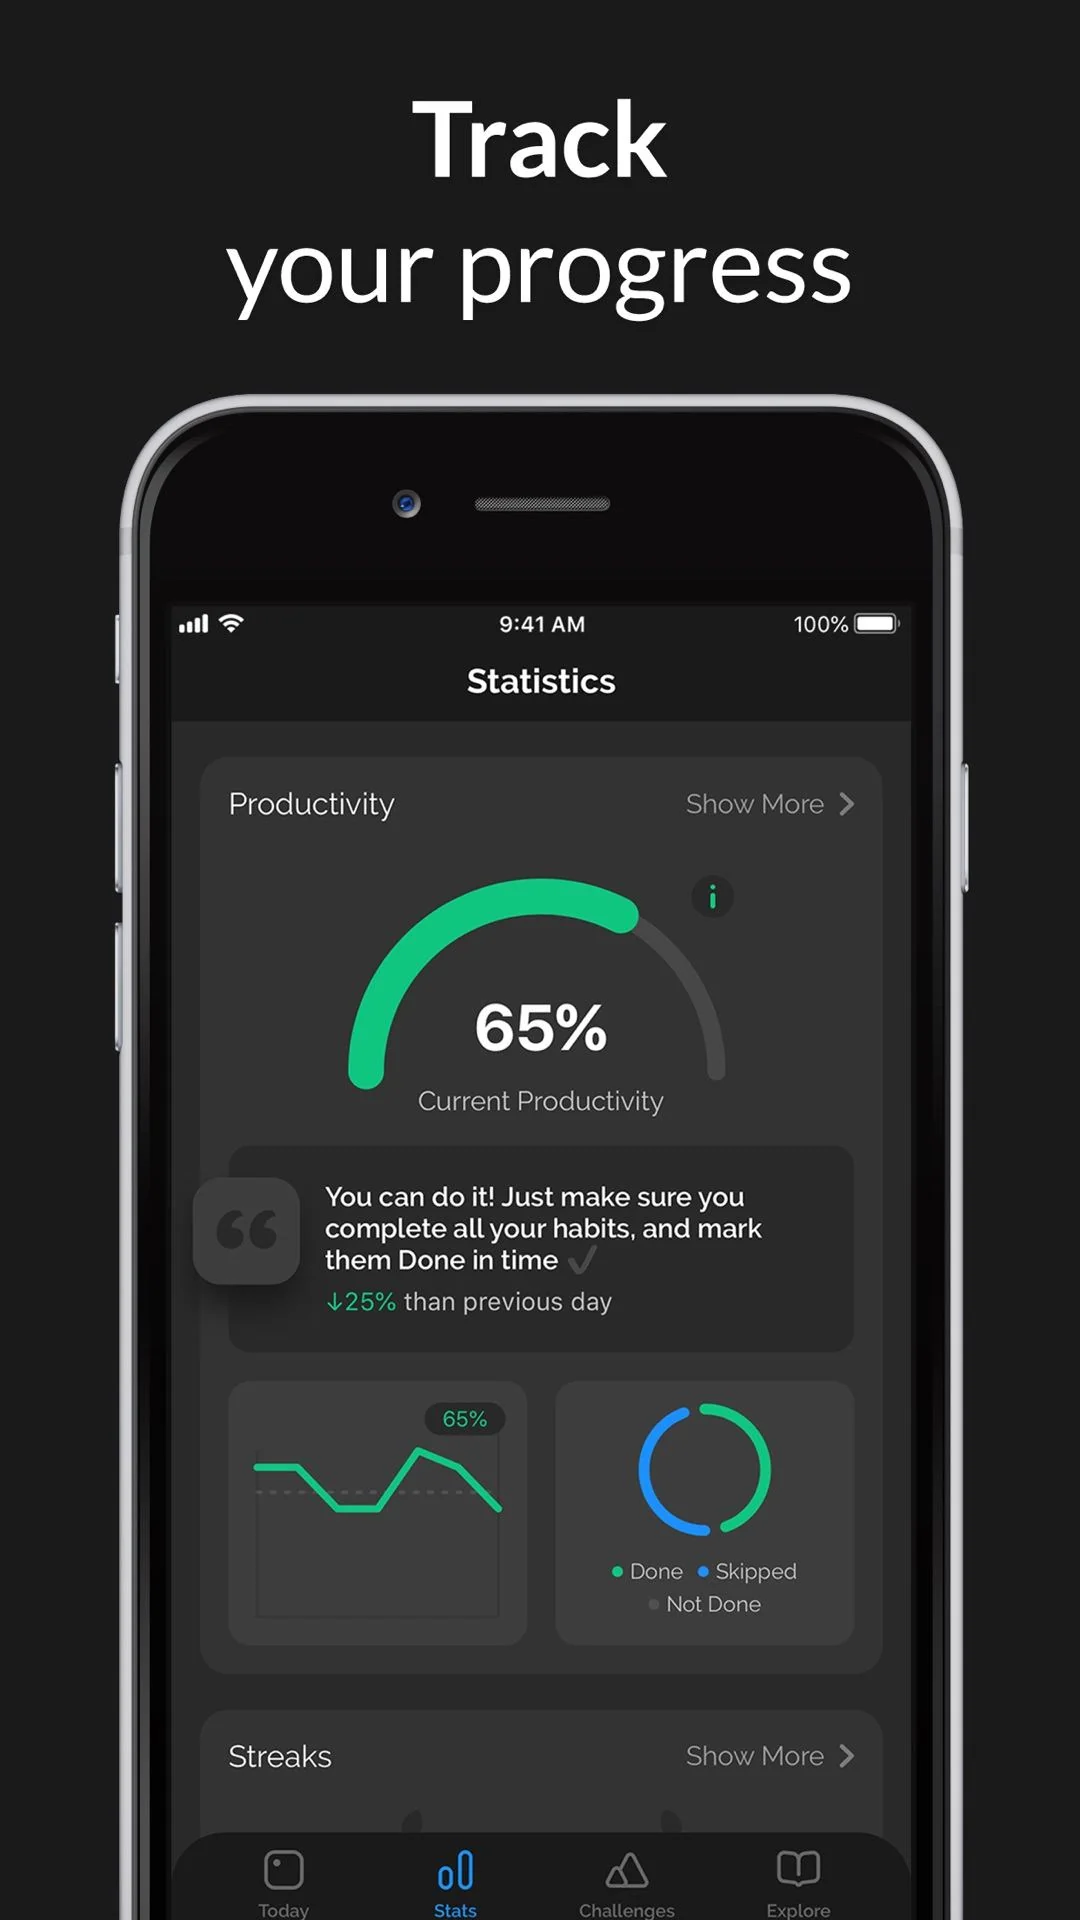 Track
your progress
9:41 AM
100%
Statistics
Productivity
Show More
65%
Current Productivity
You can do it! Just make sure you
complete all your habits, and mark
them Done in time ✓
↓25% than previous day
65%
Done
Skipped
Not Done
Streaks
Show More
Today
Stats
Challenges
Explore